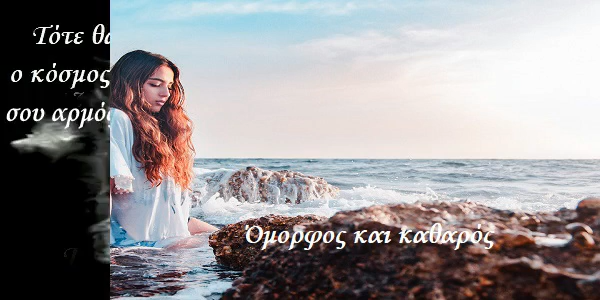 Τότε θα
ο κόσμος
σου αρμό
Όμορφος και καθαρός